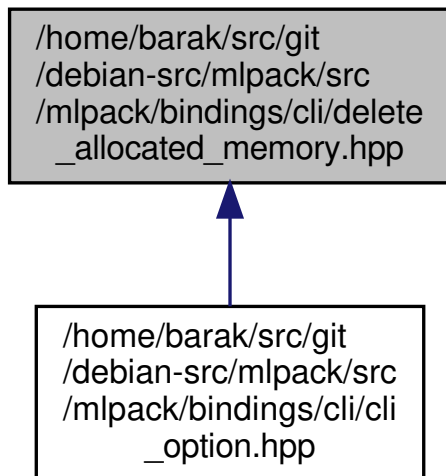 /home/barak/src/git
/debian-src/mlpack/src
/mlpack/bindings/cli/delete
_allocated_memory.hpp
/home/barak/src/git
/debian-src/mlpack/src
/mlpack/bindings/cli/cli
_option.hpp